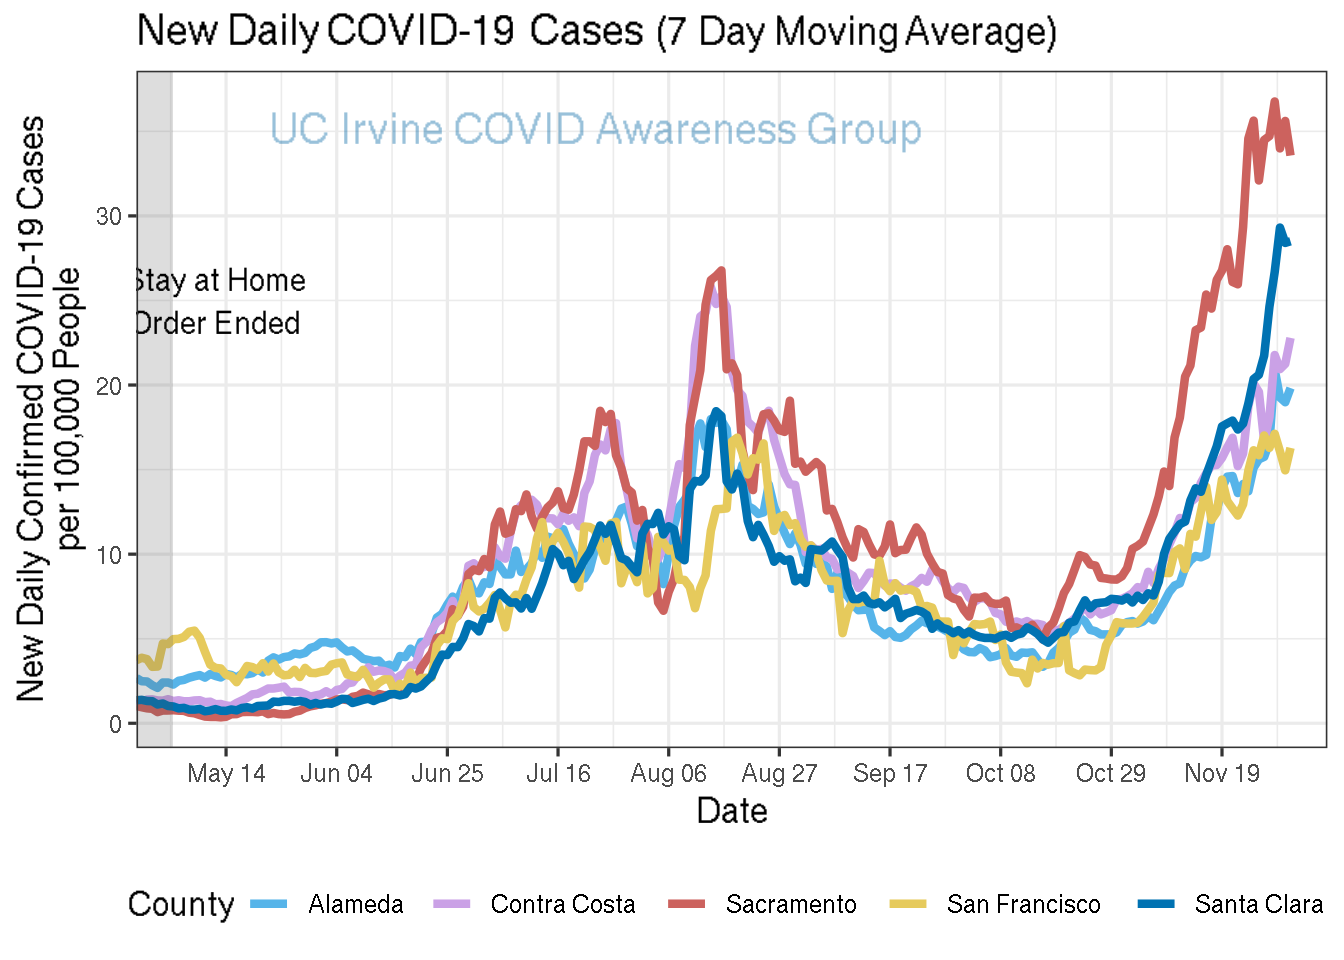 New Daily COVID-19 Cases (7 Day Moving Average)
UC Irvine COVID Awareness Group
New Daily Confirmed COVID-19 Cases
per 100,000 People
30
20
10
0
Stay at Home
Order Ended
May 14 Jun 04 Jun 25 Jul 16 Aug 06 Aug 27 Sep 17 Oct 08 Oct 29 Nov 19
Date
County Alameda Contra Costa Sacramento San Francisco Santa Clara